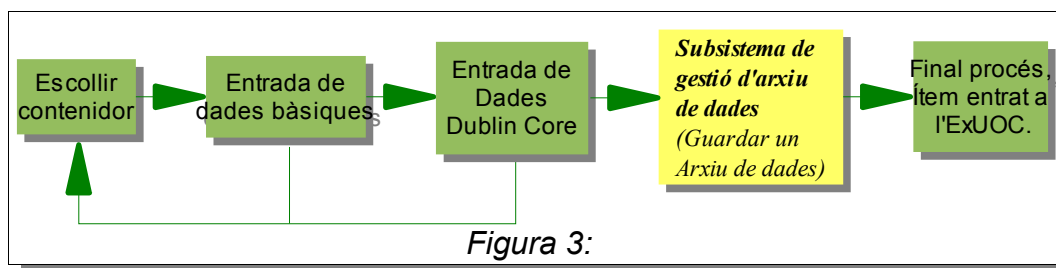 Escollir
contenidor
Entrada de
dades bàsiques
Entrada de
Dades
Dublin Core
Subsistema de
gestió d'arxiu
de dades
(Guardar un
Arxiu de dades)
Final procés,
Ítem entrat a
l'ExUOC.
Figura 3: